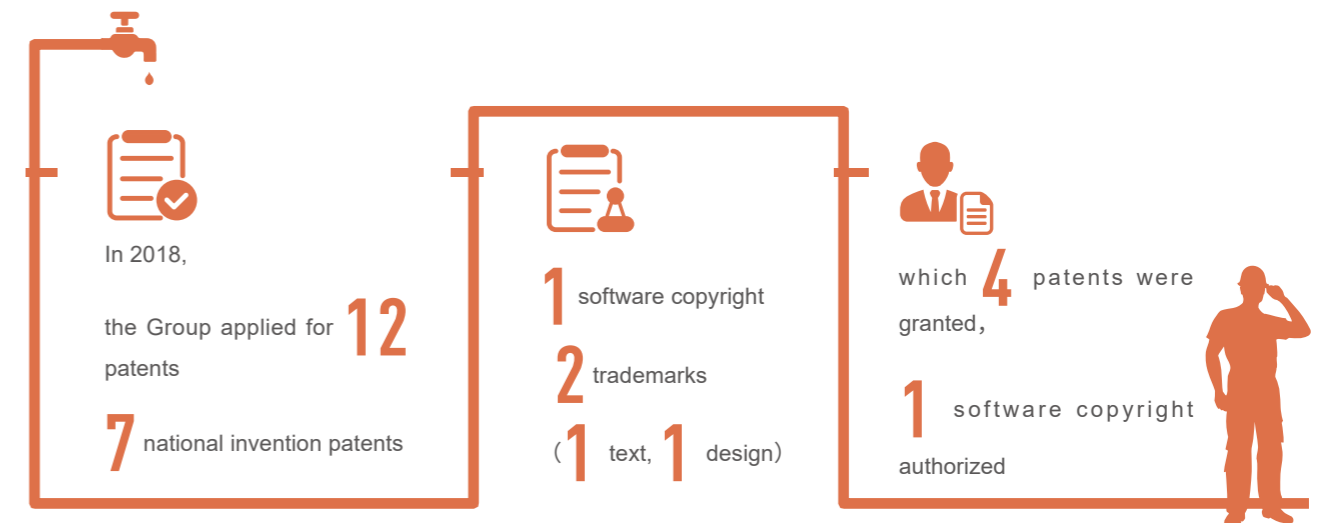 In 2018,
the Group applied for 12
patents
7 national invention patents
1 software copyright
2 trademarks
(1 text, 1 design)
which 4 patents were
granted,
1 software copyright
authorized